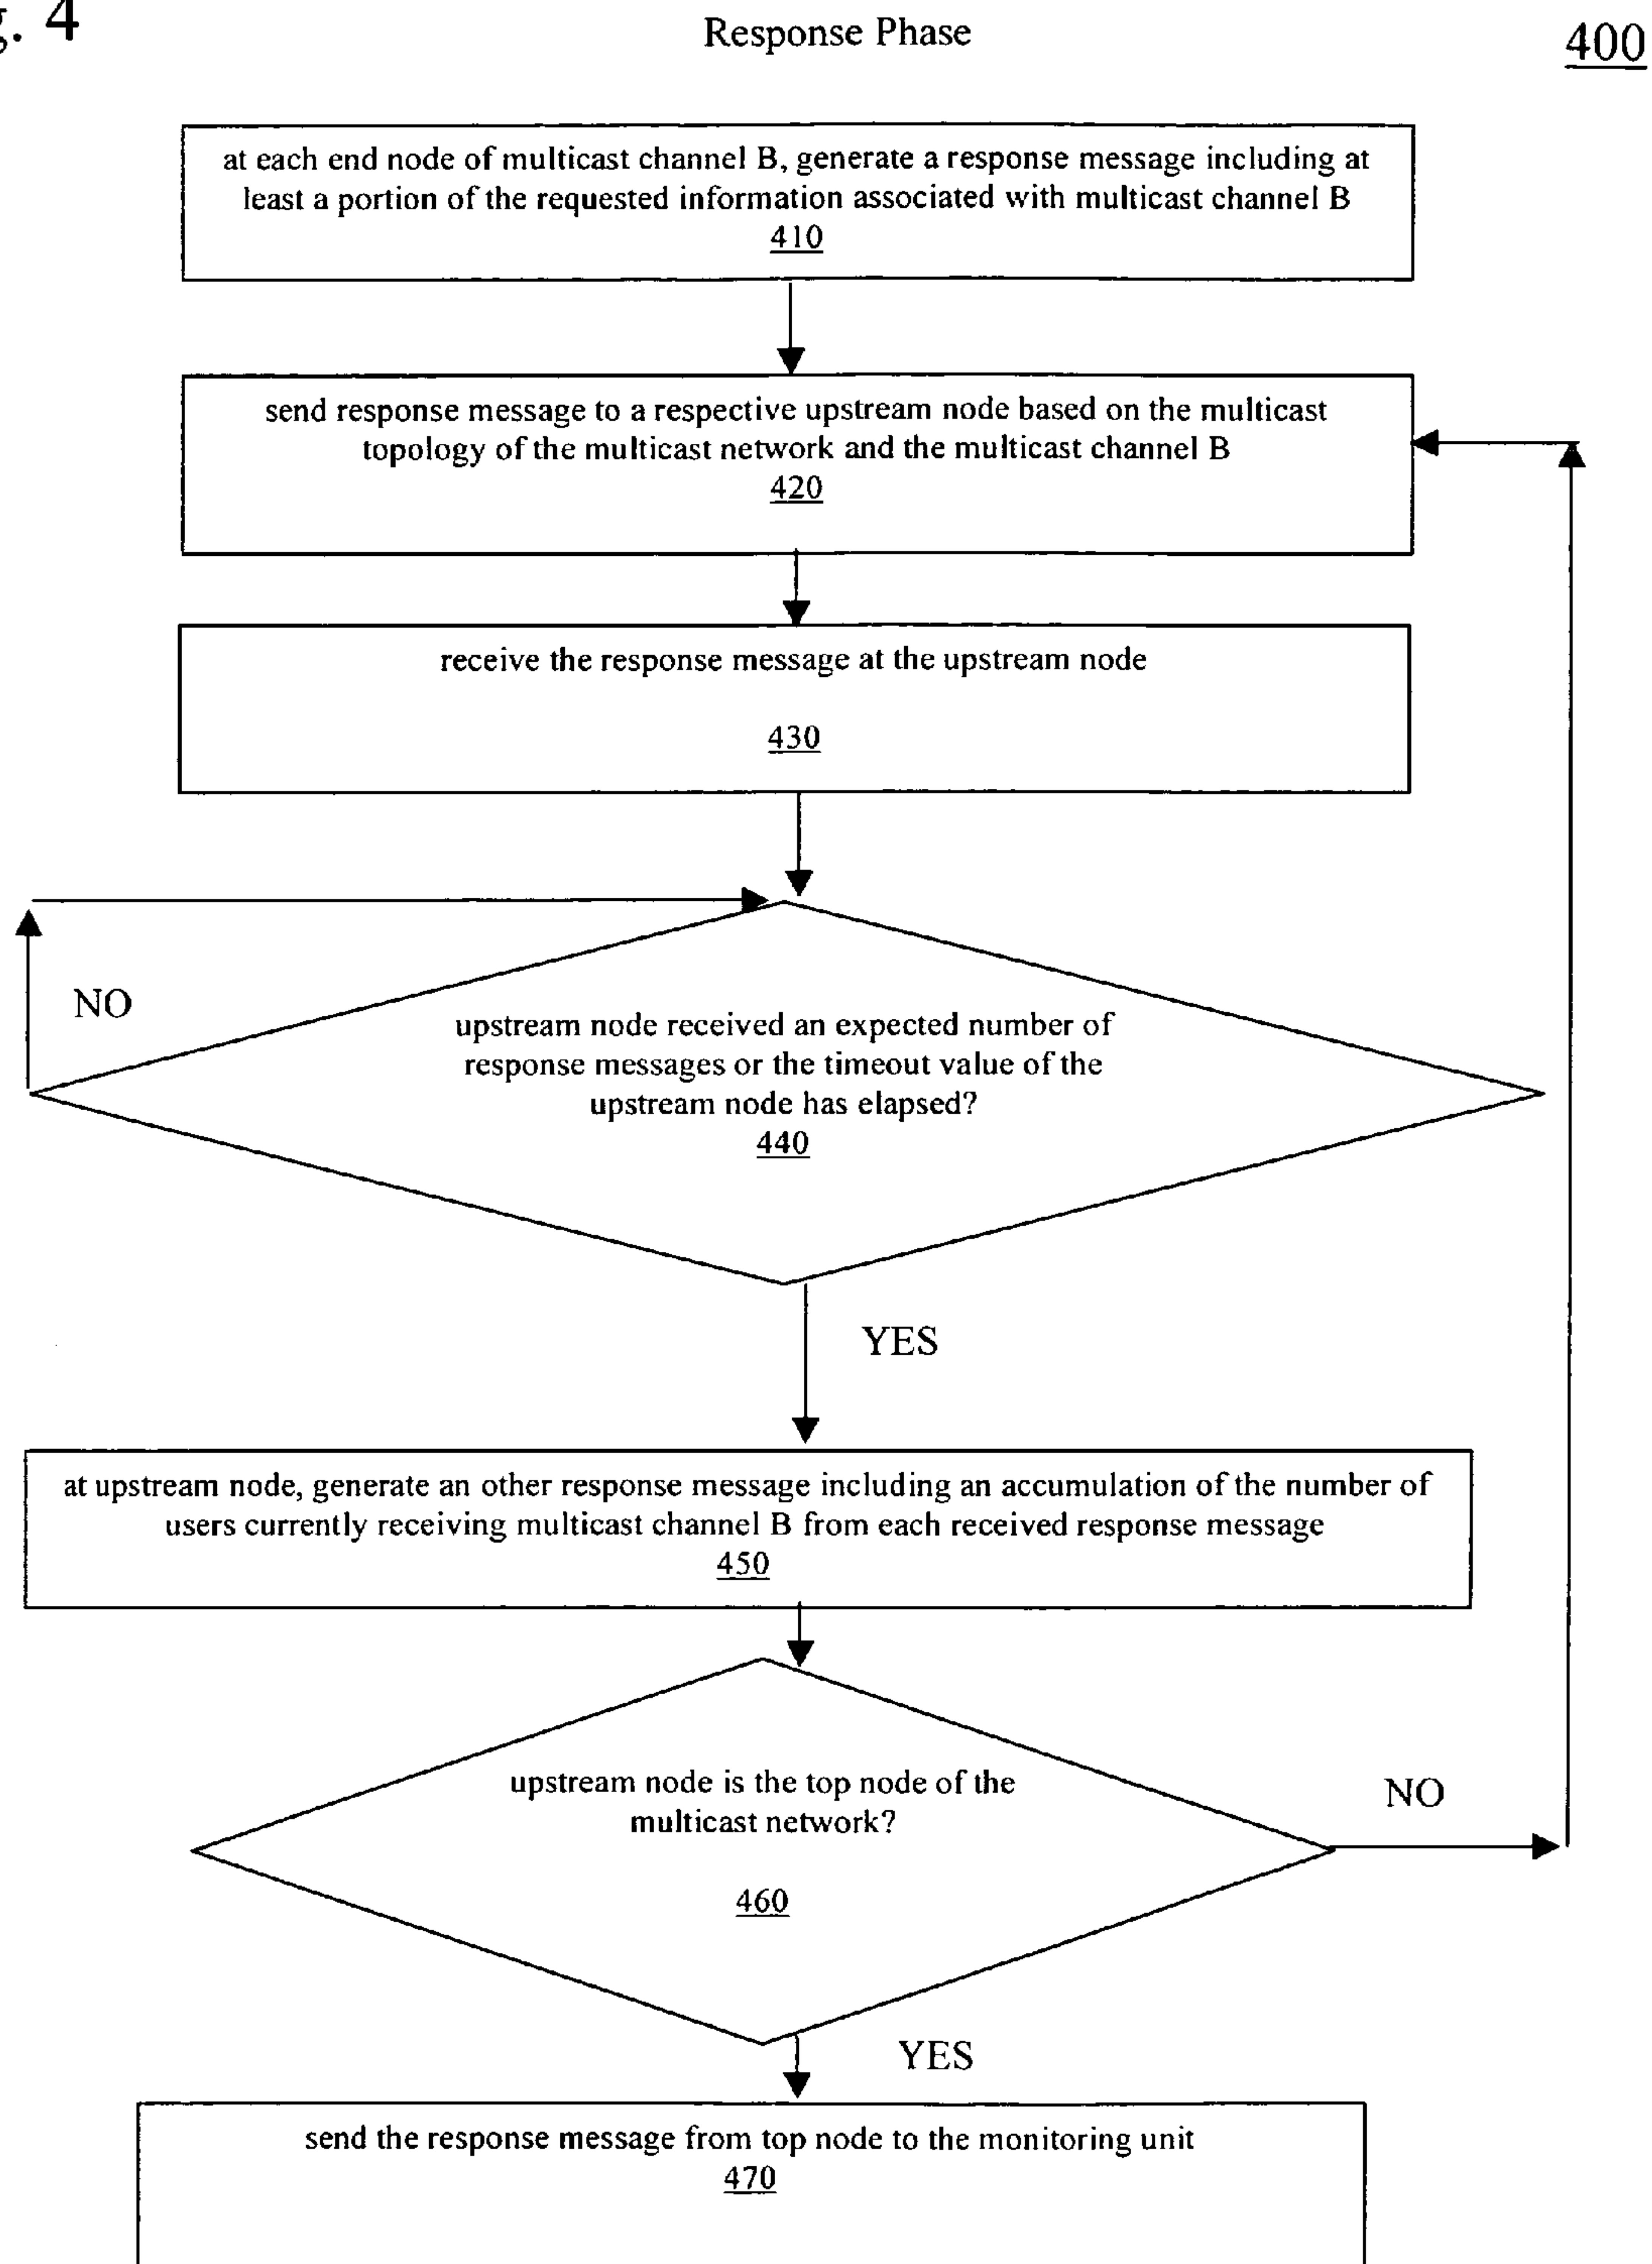 g. 4
Response Phase
400
at each end node of multicast channel B, generate a response message including at
least a portion of the requested information associated with multicast channel B
410
send response message to a respective upstream node based on the multicast
topology of the multicast network and the multicast channel B
420
receive the response message at the upstream node
430
NO
upstream node received an expected number of
response messages or the timeout value of the
upstream node has elapsed?
440
YES
at upstream node, generate an other response message including an accumulation of the number of
users currently receiving multicast channel B from each received response message
450
upstream node is the top node of the
multicast network?
460
NO
YES
send the response message from top node to the monitoring unit
470